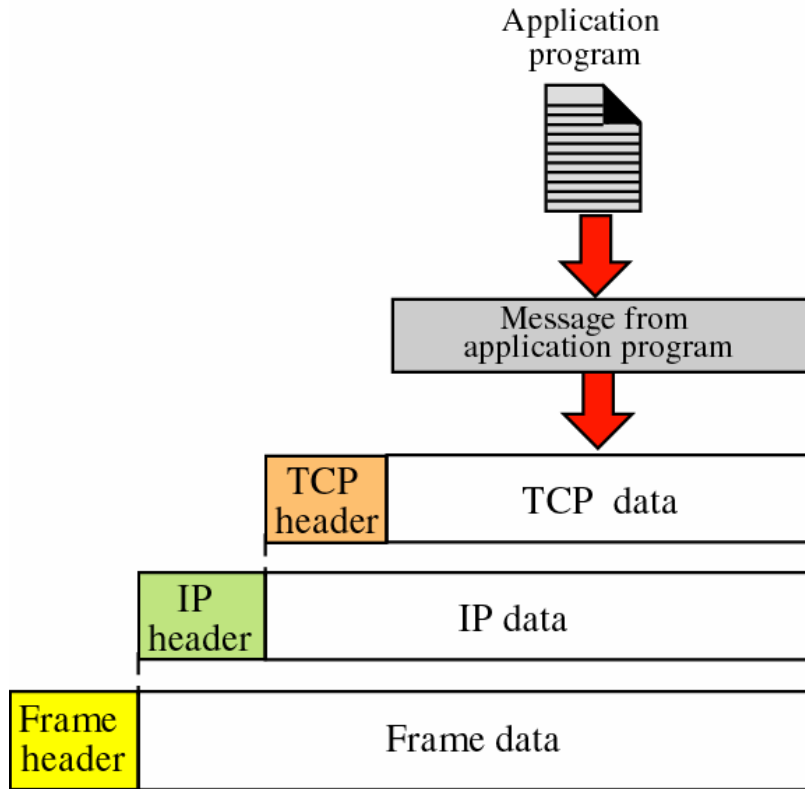 Application
program
Message from
application program
TCP
header
TCP data
IP
header
IP data
Frame
header
Frame data